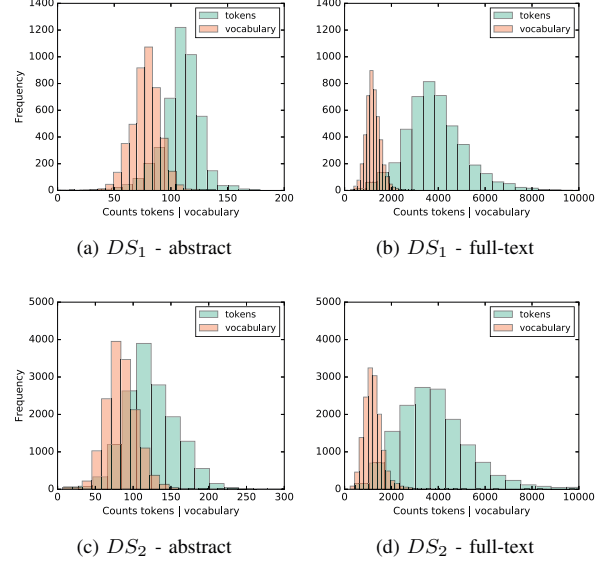 1400
1200
1000
800
600
400
200
0
Frequency
tokens
vocabulary
0 50 100 150 200
Counts tokens | vocabulary
(a) DS1 - abstract
1400
1200
1000
800
600
400
200
0
tokens
vocabulary
0 2000 4000 6000 8000 10000
Counts tokens | vocabulary
(b) DS1 - full-text
5000
4000
3000
2000
1000
0
Frequency
tokens
vocabulary
0 50 100 150 200 250 300
Counts tokens | vocabulary
(c) DS2 - abstract
5000
4000
3000
2000
1000
0
tokens
vocabulary
0 2000 4000 6000 8000 10000
Counts tokens | vocabulary
(d) DS2 - full-text